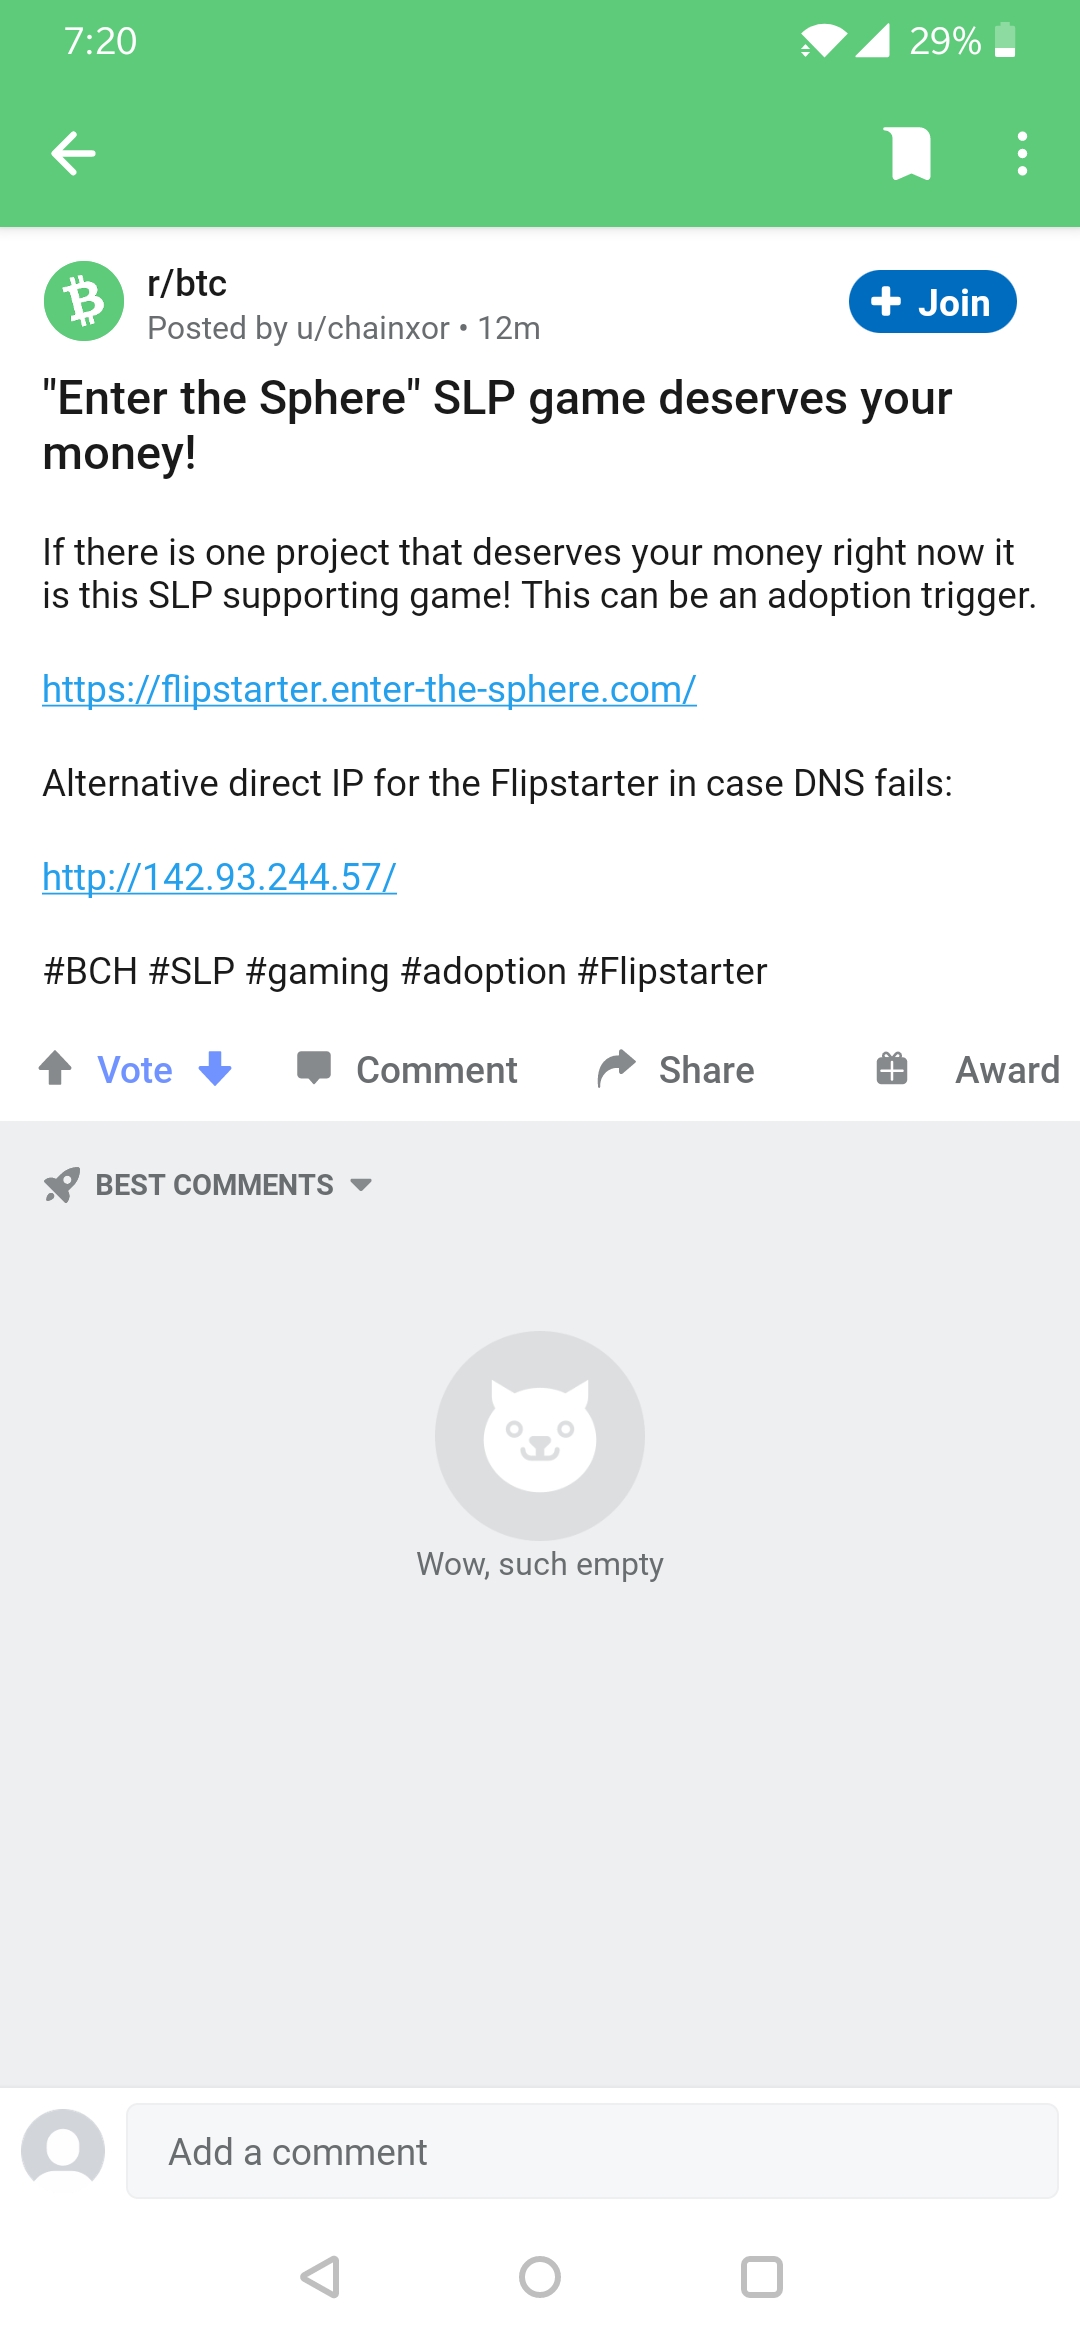 7:20
29%
r/btc
Posted by u/chainxor • 12m
Join
"Enter the Sphere" SLP game deserves your
money!
If there is one project that deserves your money right now it
is this SLP supporting game! This can be an adoption trigger.
https://flipstarter.enter-the-sphere.com/
Alternative direct IP for the Flipstarter in case DNS fails:
http://142.93.244.57/
#BCH #SLP #gaming #adoption #Flipstarter
Vote Comment Share Award
BEST COMMENTS
Wow, such empty
Add a comment